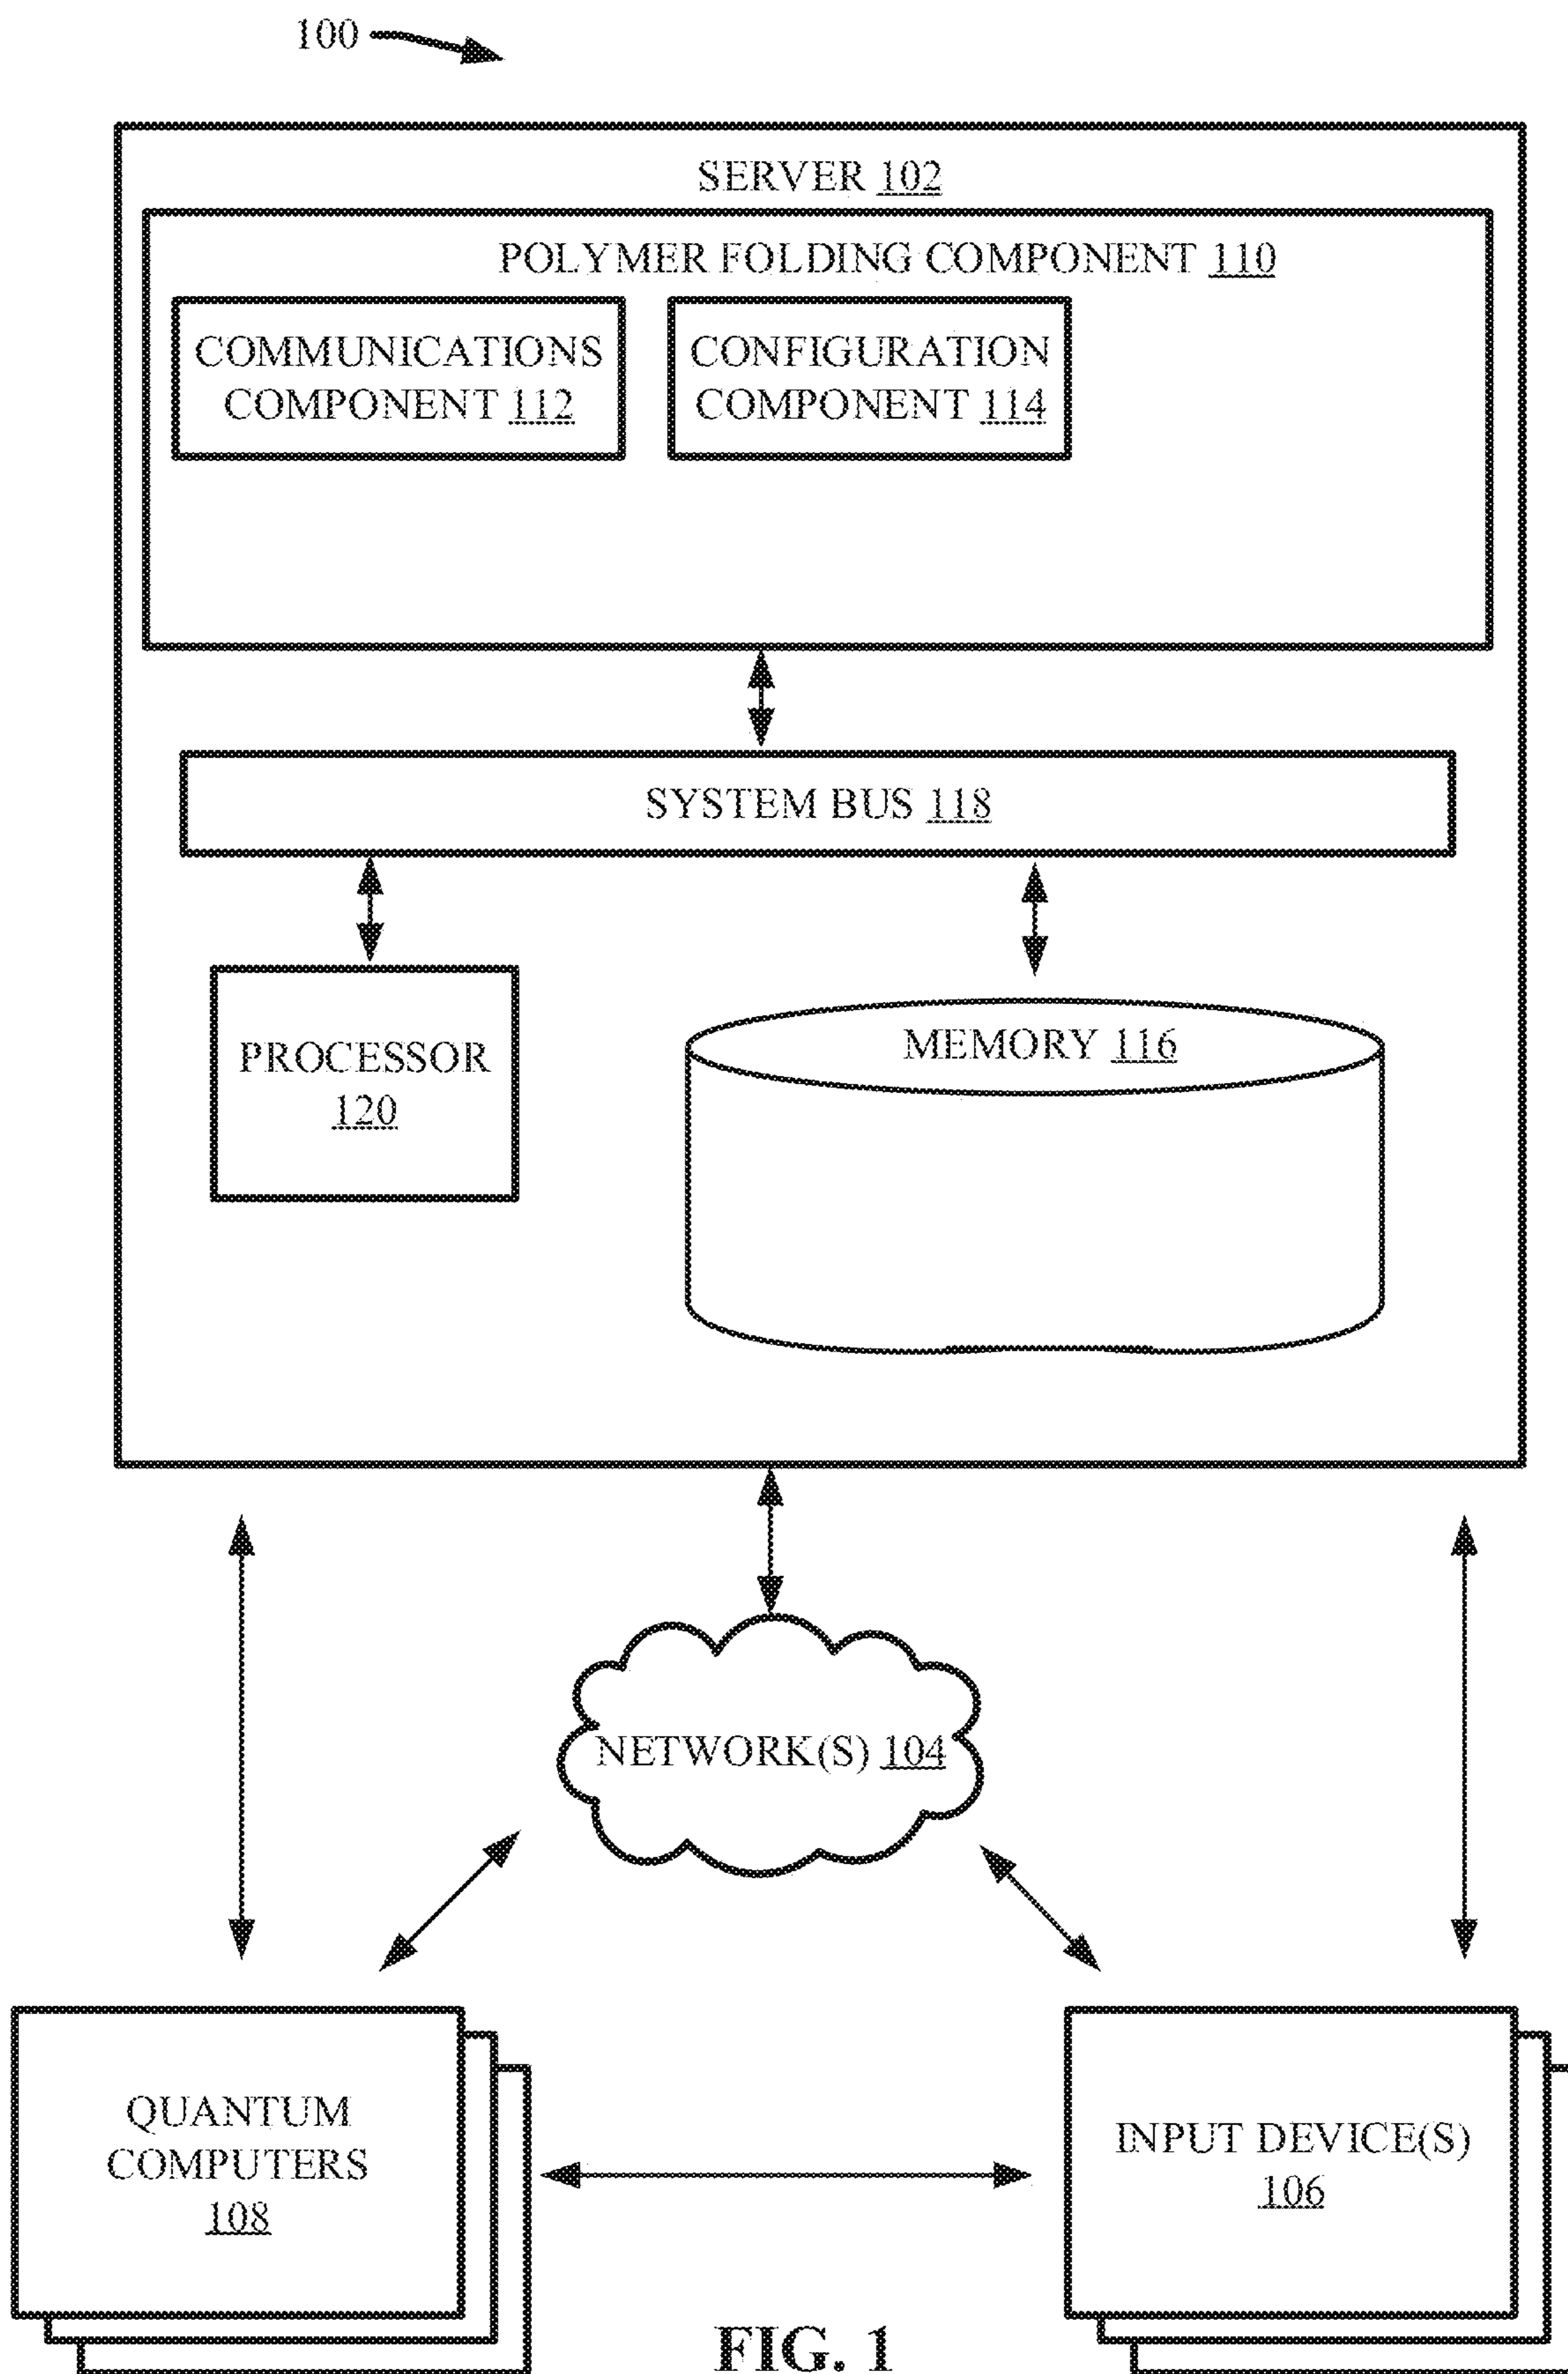 100
SERVER 102
POLYMER FOLDING COMPONENT 110
COMMUNICATIONS
COMPONENT 112
CONFIGURATION
COMPONENT 114
SYSTEM BUS 118
PROCESSOR
120
MEMORY 116
NETWORK(S) 104
QUANTUM
COMPUTERS
108
INPUT DEVICE(S)
106
FIG. 1